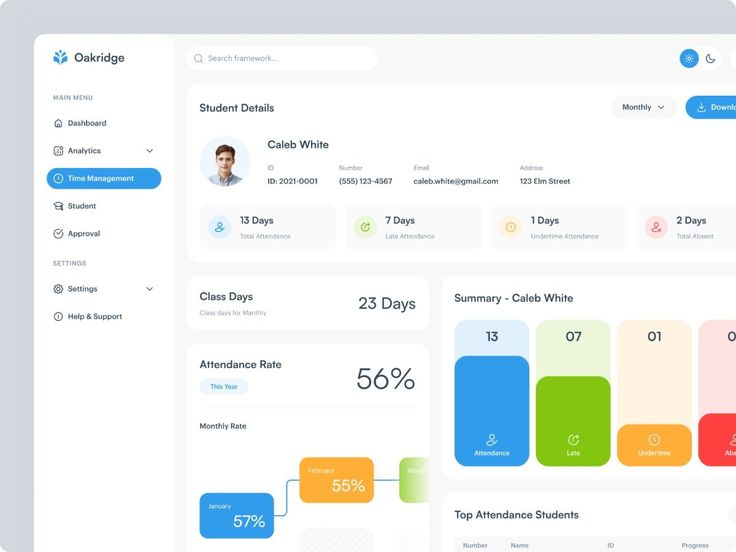 Oakridge
Search framework...
MAIN MENU
Dashboard
Analytics
Time Management
Student
Approval
SETTINGS
Settings
Help & Support
Student Details
Monthly
Caleb White
ID
Number
Email
Address
ID: 2021-0001
(555) 123-4567
caleb.white@gmail.com
123 Elm Street
13 Days
Total Attendance
7 Days
Late Attendance
1 Days
Undertime Attendance
2 Days
Total Absent
Class Days
Class days for Manthly
23 Days
Attendance Rate
This Year
56%
Monthly Rate
January
57%
February
55%
March
Summary - Caleb White
13
Attendance
07
Late
01
Undertime
Top Attendance Students
Number
Name
ID
Progress